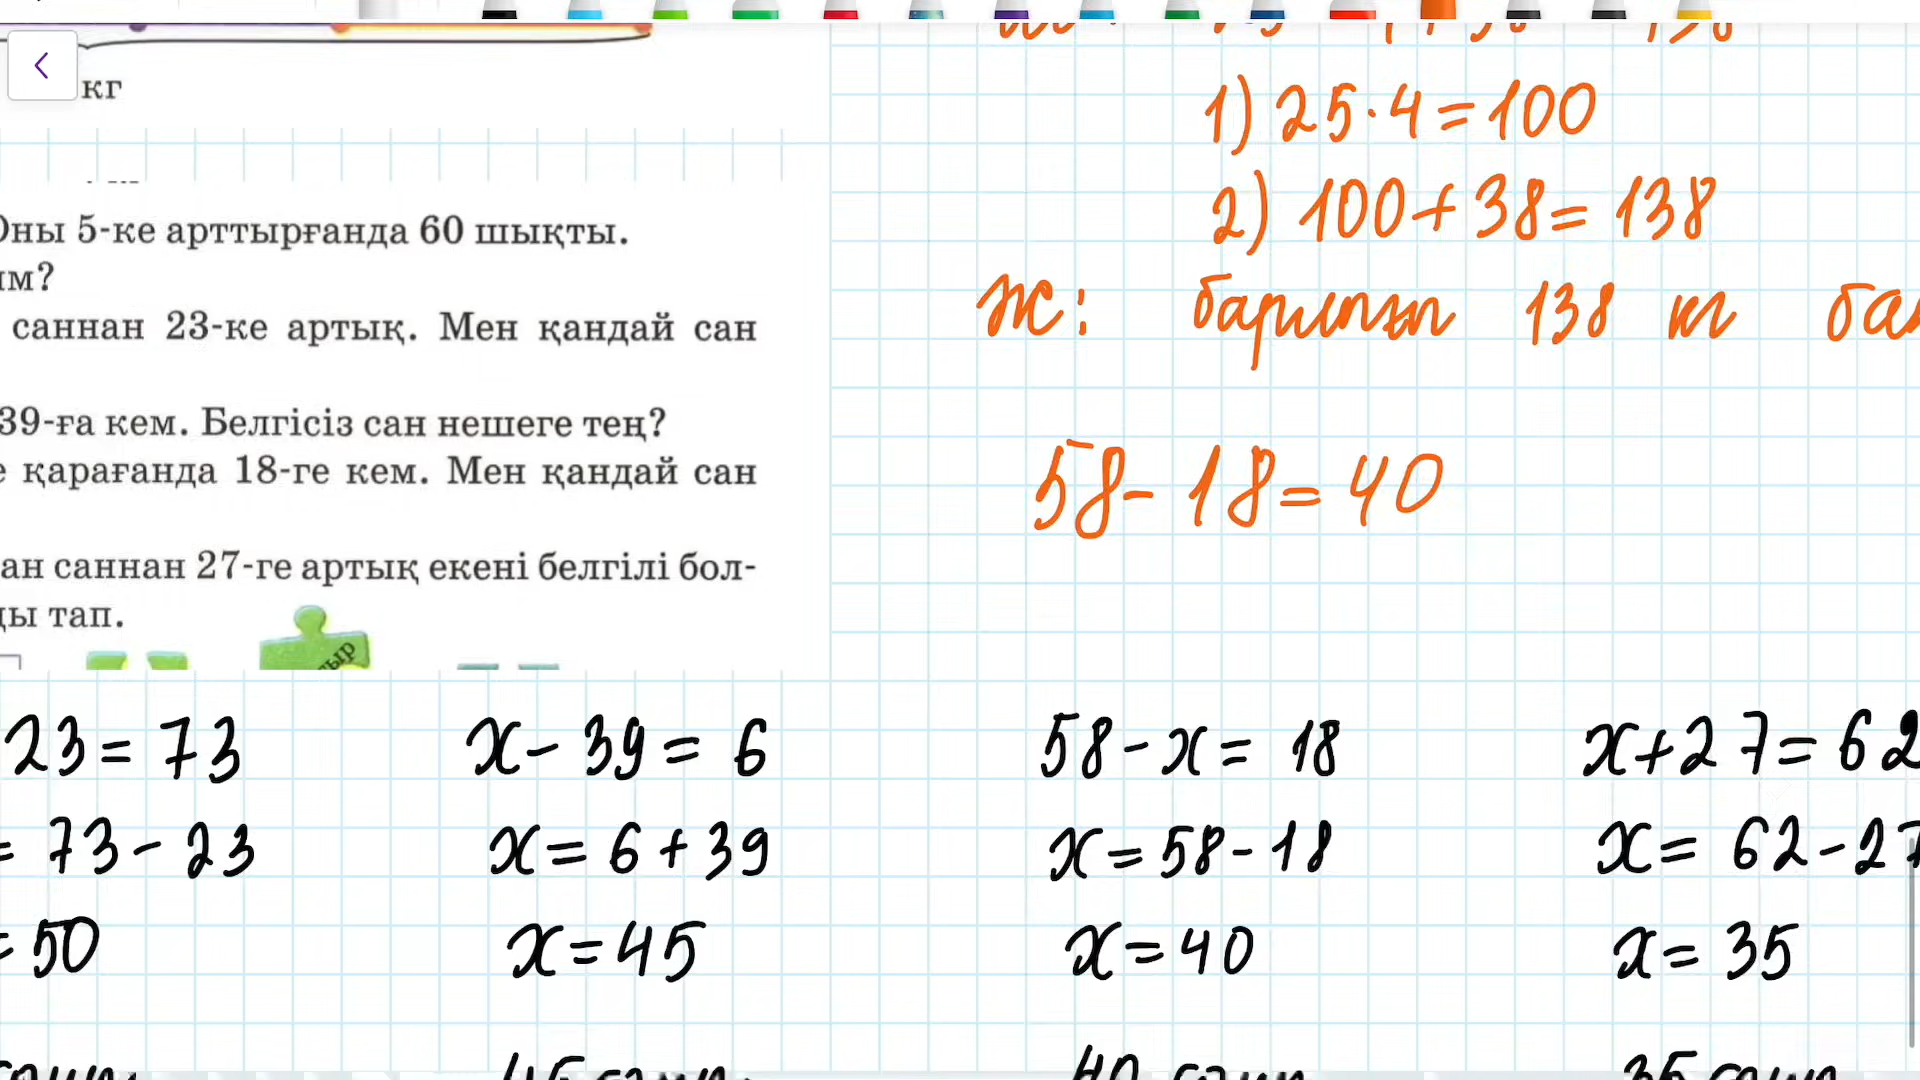 кг
Оны 5-ке арттырғанда 60 шықты.
ім?
саннан 23-ке артық. Мен қандай сан
39-ға кем. Белгісіз сан нешеге тең?
қарағанда 18-ге кем. Мен қандай сан
ан саннан 27-ге артық екені белгілі бол-
ды тап.
1) 25·4=100
2) 100+38=138
Ж: барлығы 138 кг
58-18=40
23=73
= 73-23
=50
x-39=6
x=6+39
x=45
58-x=18
x=58-18
x=40
x+27=62
x=62-27
x=35